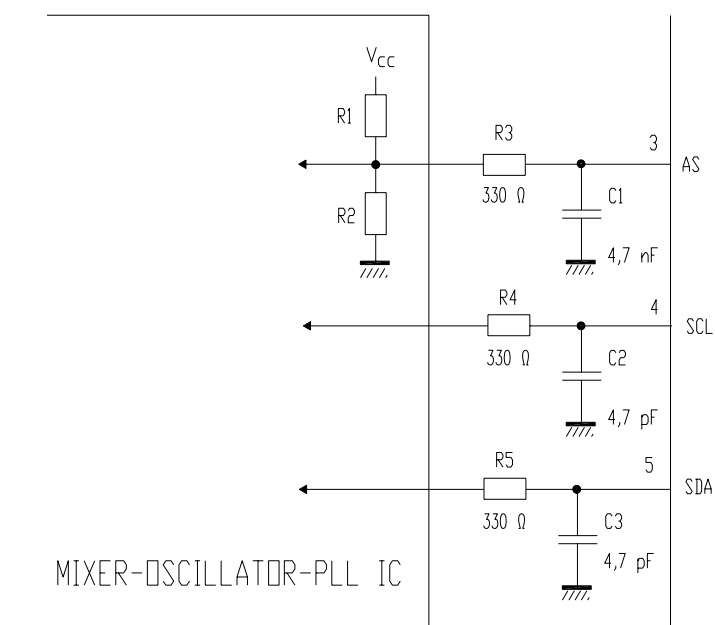 VCC
R1
R3
3
AS
330 Ω
R2
C1
4,7 nF
R4
4
SCL
330 Ω
C2
4,7 pF
R5
5
SDA
330 Ω
C3
4,7 pF
MIXER-OSCILLATOR-PLL IC